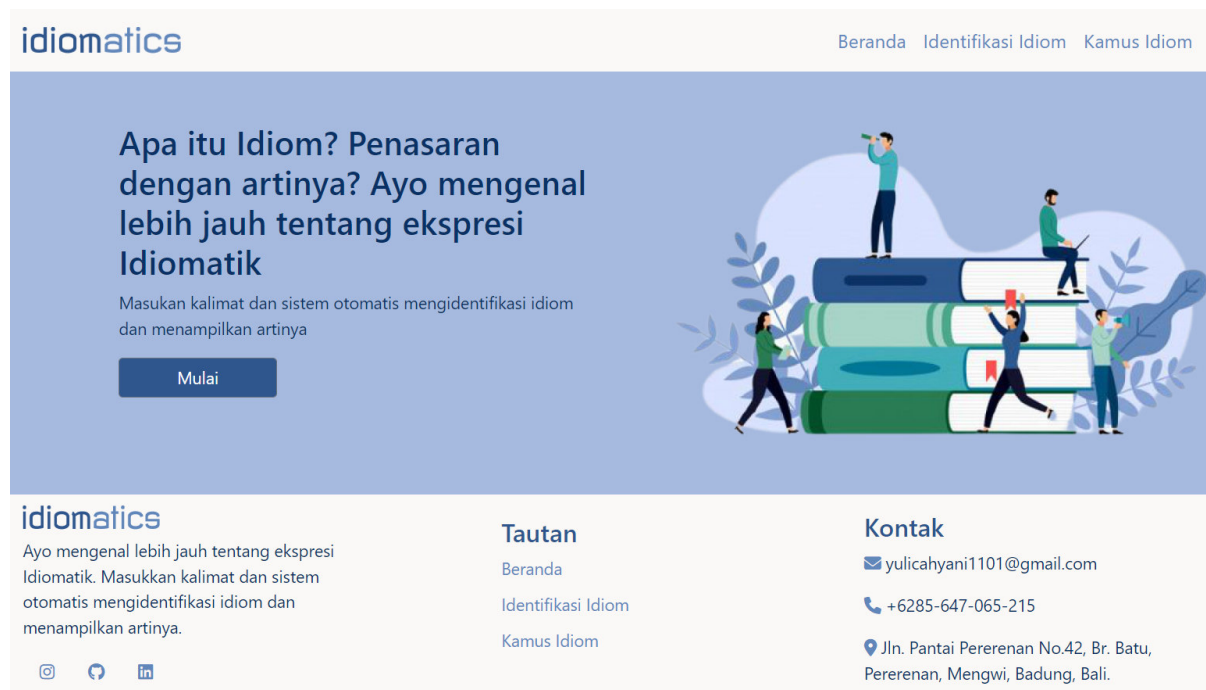 idiomatics
Beranda Identifikasi Idiom Kamus Idiom
Apa itu Idiom? Penasaran
dengan artinya? Ayo mengenal
lebih jauh tentang ekspresi
Idiomatik
Masukan kalimat dan sistem otomatis mengidentifikasi idiom
dan menampilkan artinya
Mulai
idiomatics
Ayo mengenal lebih jauh tentang ekspresi
Idiomatik. Masukkan kalimat dan sistem
otomatis mengidentifikasi idiom dan
menampilkan artinya.
Tautan
Beranda
Identifikasi Idiom
Kamus Idiom
Kontak
yulicahyani1101@gmail.com
+6285-647-065-215
Jln. Pantai Pererenan No.42, Br. Batu,
Pererenan, Mengwi, Badung, Bali.